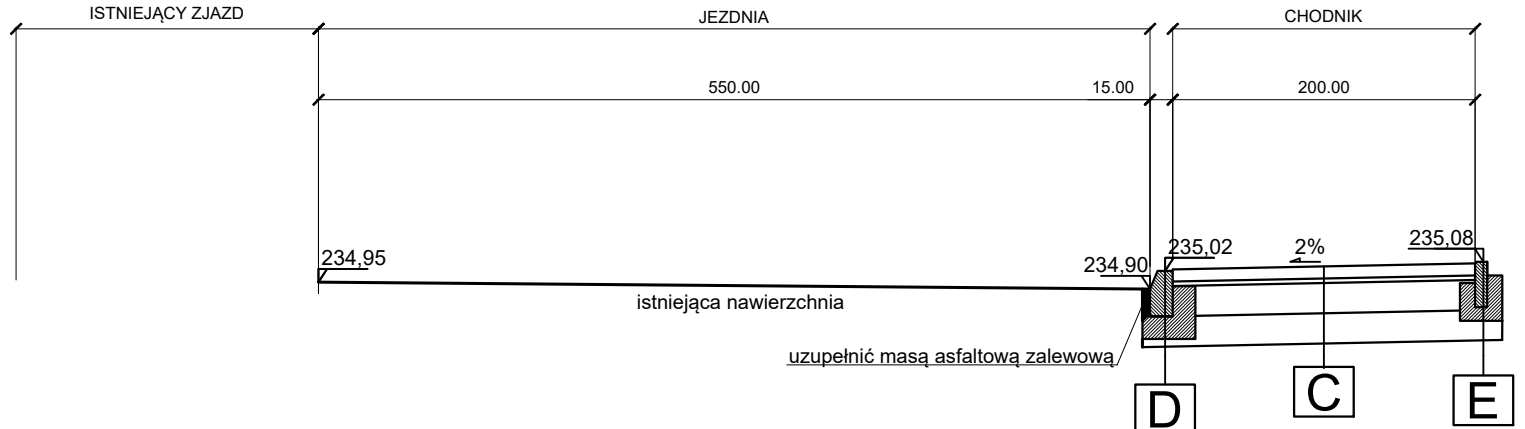 ISTNIEJĄCY ZJAZD
JEZDNIA
CHODNIK
550.00
15.00
200.00
234,95
234,90
235,02
2%
235,08
istniejąca nawierzchnia
uzupełnić masą asfaltową zalewową
D
C
E